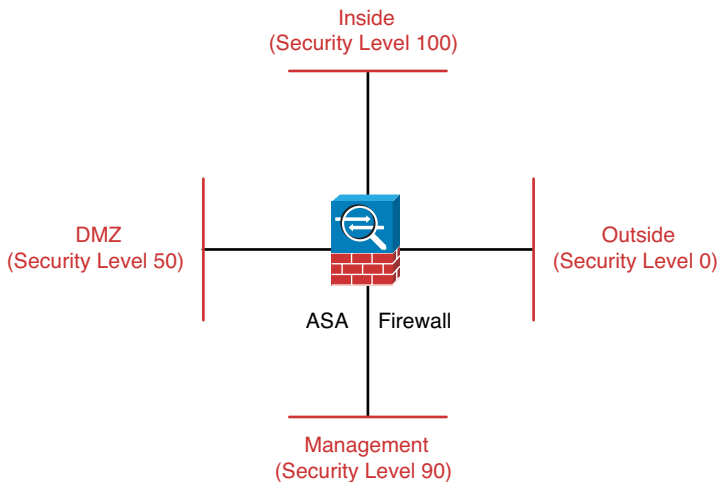 Inside
(Security Level 100)
DMZ
(Security Level 50)
Outside
(Security Level 0)
ASA Firewall
Management
(Security Level 90)